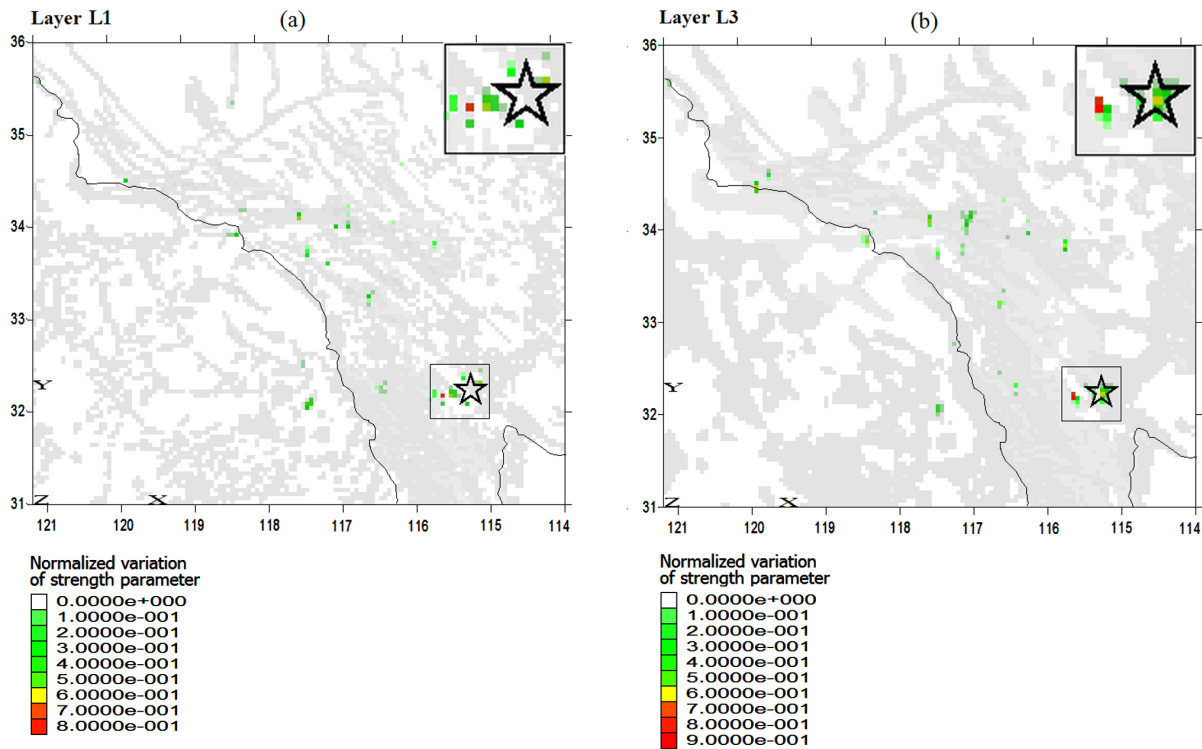 Layer L1
(a)
36
35
34
33
32
31
Y
Z
X
121
120
119
118
117
116
115
114
Normalized variation
of strength parameter
0.0000e+000
1.0000e-001
2.0000e-001
3.0000e-001
4.0000e-001
5.0000e-001
6.0000e-001
7.0000e-001
8.0000e-001
Layer L3
(b)
36
35
34
33
32
31
Y
Z
X
121
120
119
118
117
116
115
114
Normalized variation
of strength parameter
0.0000e+000
1.0000e-001
2.0000e-001
3.0000e-001
4.0000e-001
5.0000e-001
6.0000e-001
7.0000e-001
8.0000e-001
9.0000e-001